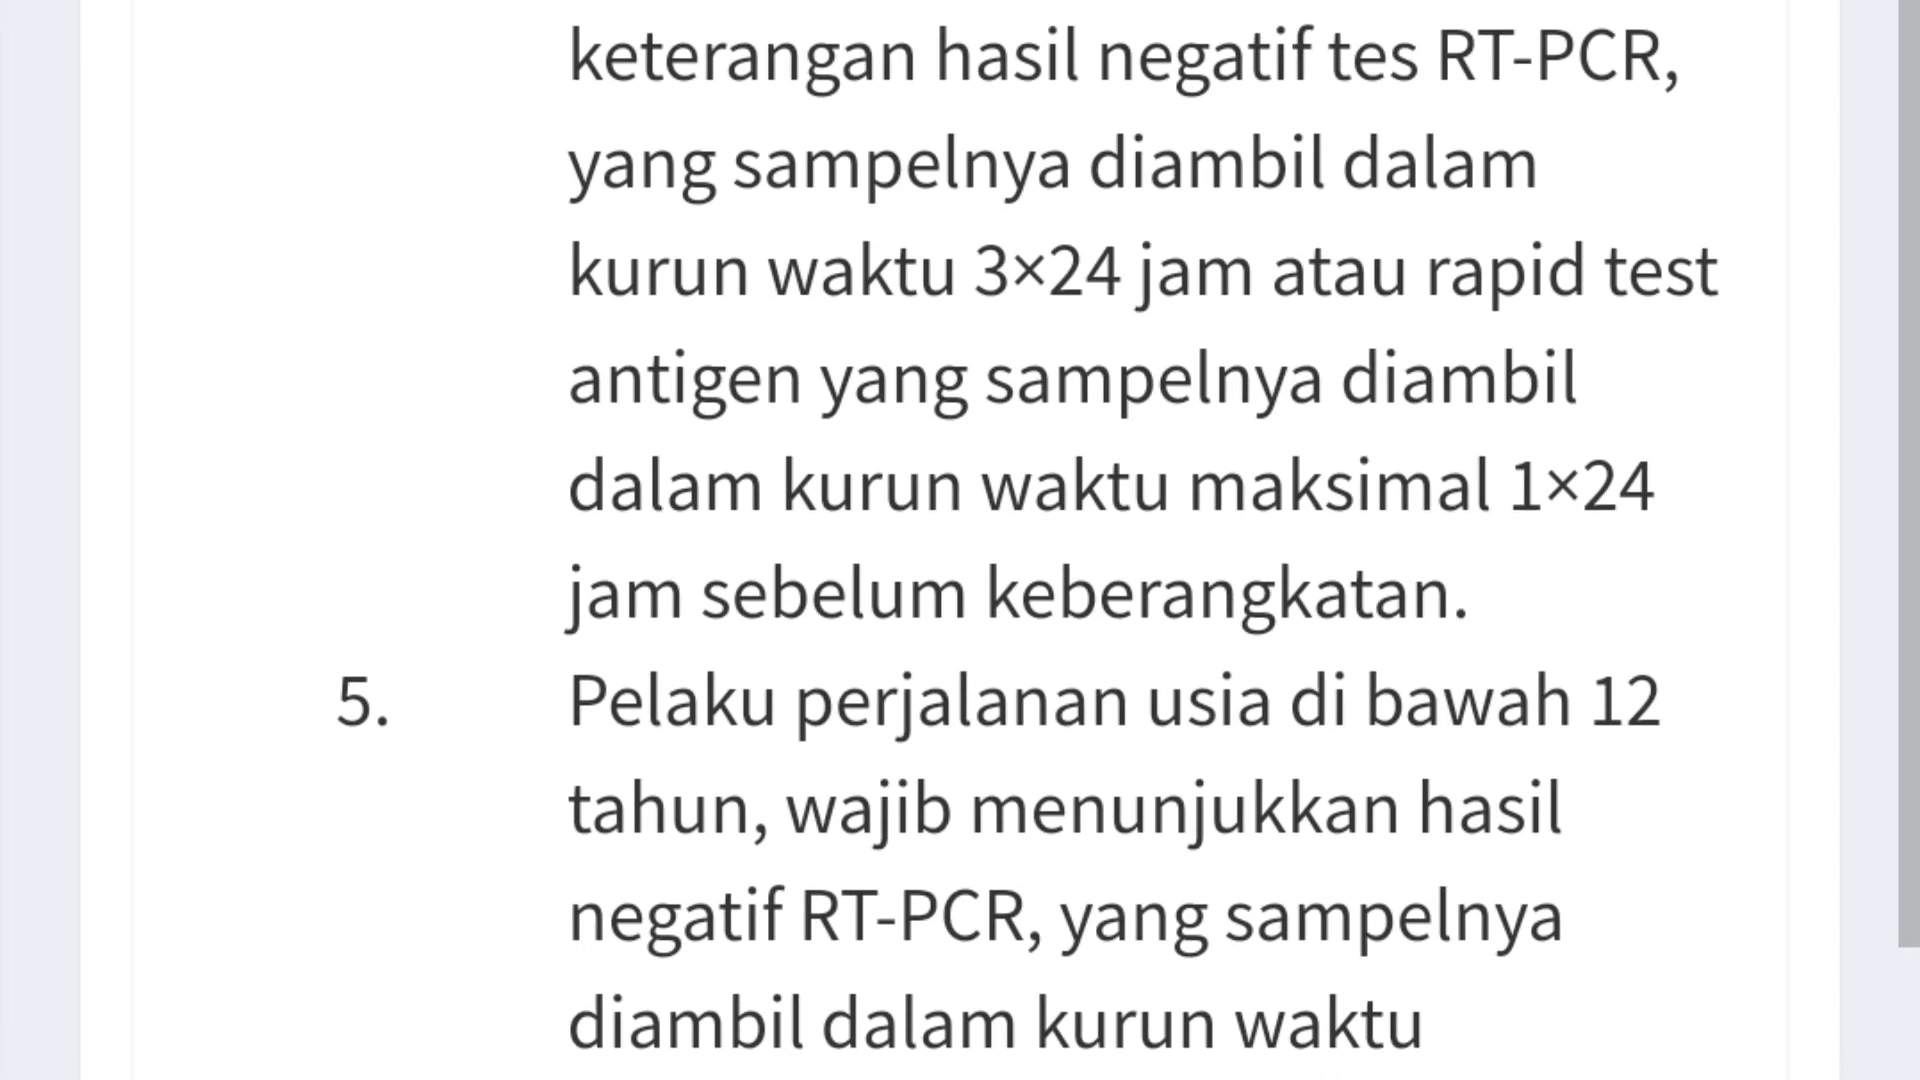 keterangan hasil negatif tes RT-PCR,
yang sampelnya diambil dalam
kurun waktu 3×24 jam atau rapid test
antigen yang sampelnya diambil
dalam kurun waktu maksimal 1×24
jam sebelum keberangkatan.
5. Pelaku perjalanan usia di bawah 12
tahun, wajib menunjukkan hasil
negatif RT-PCR, yang sampelnya
diambil dalam kurun waktu